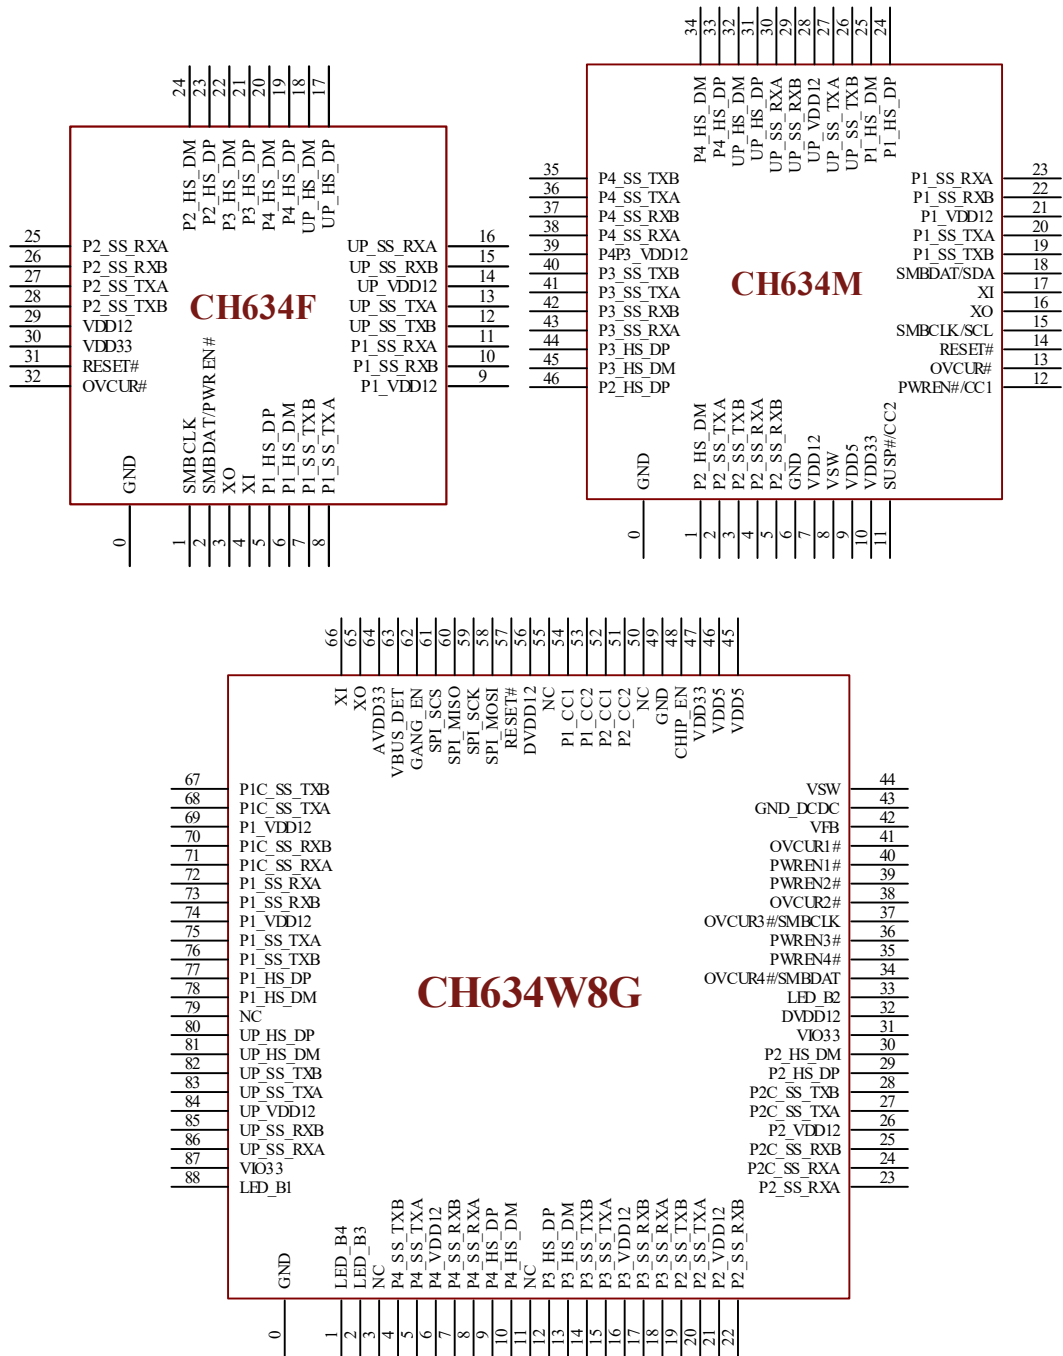 CH634F
24 P2_HS_DM
23 P2_HS_DP
22 P3_HS_DM
21 P3_HS_DP
20 P4_HS_DM
19 P4_HS_DP
18 UP_HS_DM
17 UP_HS_DP
25 P2_SS_RXA
26 P2_SS_RXB
27 P2_SS_TXA
28 P2_SS_TXB
29 VDD12
30 VDD33
31 RESET#
32 OVCUR#
UP_SS_RXA 16
UP_SS_RXB 15
UP_VDD12 14
UP_SS_TXA 13
UP_SS_TXB 12
P1_SS_RXA 11
P1_SS_RXB 10
P1_VDD12 9
GND 0
SMBCLK 1
SMBDAT/PWREN# 2
XO 3
XI 4
P1_HS_DP 5
P1_HS_DM 6
P1_SS_TXB 7
P1_SS_TXA 8
CH634M
34 P4_HS_DM
33 P4_HS_DP
32 UP_HS_DM
31 UP_HS_DP
30 UP_SS_RXA
29 UP_SS_RXB
28 UP_VDD12
27 UP_SS_TXA
26 UP_SS_TXB
25 P1_HS_DM
24 P1_HS_DP
35 P4_SS_TXB
36 P4_SS_TXA
37 P4_SS_RXB
38 P4_SS_RXA
39 P4P3_VDD12
40 P3_SS_TXB
41 P3_SS_TXA
42 P3_SS_RXB
43 P3_SS_RXA
44 P3_HS_DP
45 P3_HS_DM
46 P2_HS_DP
P1_SS_RXA 23
P1_SS_RXB 22
P1_VDD12 21
P1_SS_TXA 20
P1_SS_TXB 19
SMBDAT/SDA 18
XI 17
XO 16
SMBCLK/SCL 15
RESET# 14
OVCUR# 13
PWREN#/CC1 12
GND 0
P2_HS_DM 1
P2_SS_TXA 2
P2_SS_TXB 3
P2_SS_RXA 4
P2_SS_RXB 5
GND 6
VDD12 7
VSW 8
VDD5 9
VDD33 10
SUSP#/CC2 11
CH634W8G
66 XI
65 XO
64 AVDD33
63 VBUS_DET
62 GANG_EN
61 SPI_SCS
60 SPI_MISO
59 SPI_SCK
58 SPI_MOSI
57 RESET#
56 DVDD12
55 NC
54 P1_CC1
53 P1_CC2
52 P2_CC1
51 P2_CC2
50 NC
49 GND
48 CHIP_EN
47 VDD33
46 VDD5
45 VDD5
67 P1C_SS_TXB
68 P1C_SS_TXA
69 P1_VDD12
70 P1C_SS_RXB
71 P1C_SS_RXA
72 P1_SS_RXA
73 P1_SS_RXB
74 P1_VDD12
75 P1_SS_TXA
76 P1_SS_TXB
77 P1_HS_DP
78 P1_HS_DM
79 NC
80 UP_HS_DP
81 UP_HS_DM
82 UP_SS_TXB
83 UP_SS_TXA
84 UP_VDD12
85 UP_SS_RXB
86 UP_SS_RXA
87 VIO33
88 LED_B1
VSW 44
GND_DCDC 43
VFB 42
OVCUR1# 41
PWREN1# 40
PWREN2# 39
OVCUR2# 38
OVCUR3#/SMBCLK 37
PWREN3# 36
PWREN4# 35
OVCUR4#/SMBDAT 34
LED_B2 33
DVDD12 32
VIO33 31
P2_HS_DM 30
P2_HS_DP 29
P2C_SS_TXB 28
P2C_SS_TXA 27
P2_VDD12 26
P2C_SS_RXB 25
P2C_SS_RXA 24
P2_SS_RXA 23
GND 0
LED_B4 1
LED_B3 2
NC 3
P4_SS_TXB 4
P4_SS_TXA 5
P4_VDD12 6
P4_SS_RXB 7
P4_SS_RXA 8
P4_HS_DP 9
P4_HS_DM 10
NC 11
P3_HS_DP 12
P3_HS_DM 13
P3_SS_TXB 14
P3_SS_TXA 15
P3_VDD12 16
P3_SS_RXB 17
P3_SS_RXA 18
P2_SS_TXB 19
P2_SS_TXA 20
P2_VDD12 21
P2_SS_RXB 22